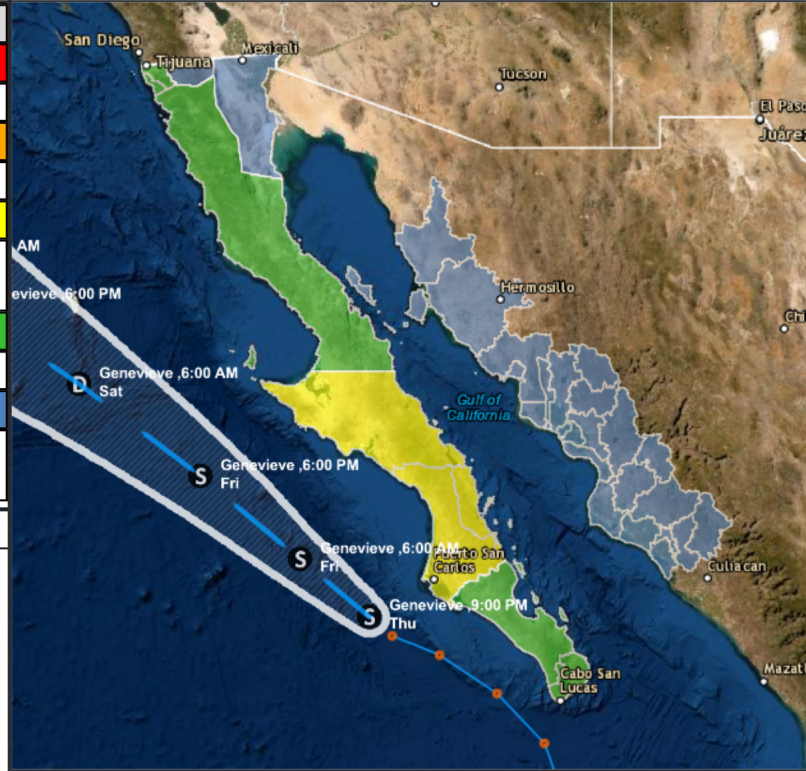 San Diego
Tijuana
Mexicali
Tucson
El Paso
Juárez
AM
evieve ,6:00 PM
Hermosillo
Chi
Genevieve ,6:00 AM
D
Sat
Gulf of
California
Genevieve ,6:00 PM
S
Fri
Genevieve ,6:00 AM
S
Fri
Puerto San
Carlos
Culiacan
Genevieve ,9:00 PM
S
Thu
Cabo San
Lucas
Mazatl